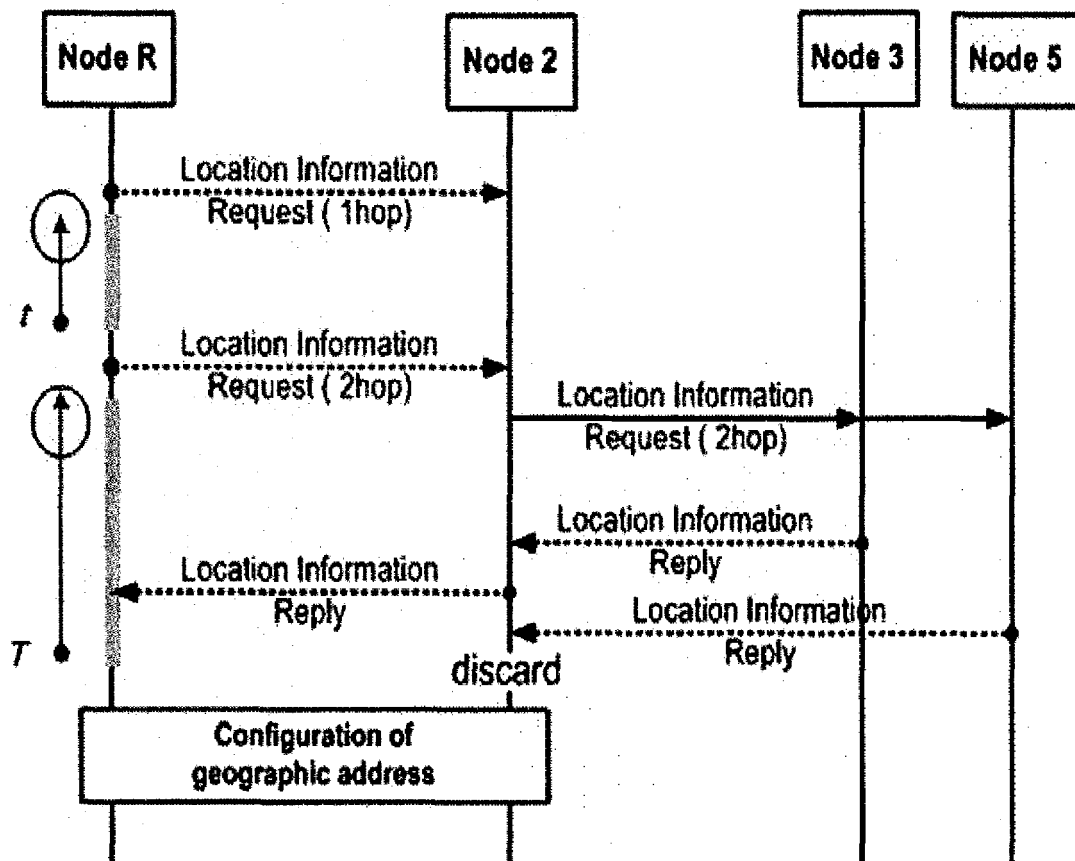 Node R
Node 2
Node 3
Node 5
Location Information
Request ( 1hop)
t
Location Information
Request ( 2hop)
Location Information
Request ( 2hop)
Location Information
Reply
Location Information
Reply
Location Information
Reply
T
discard
Configuration of
geographic address